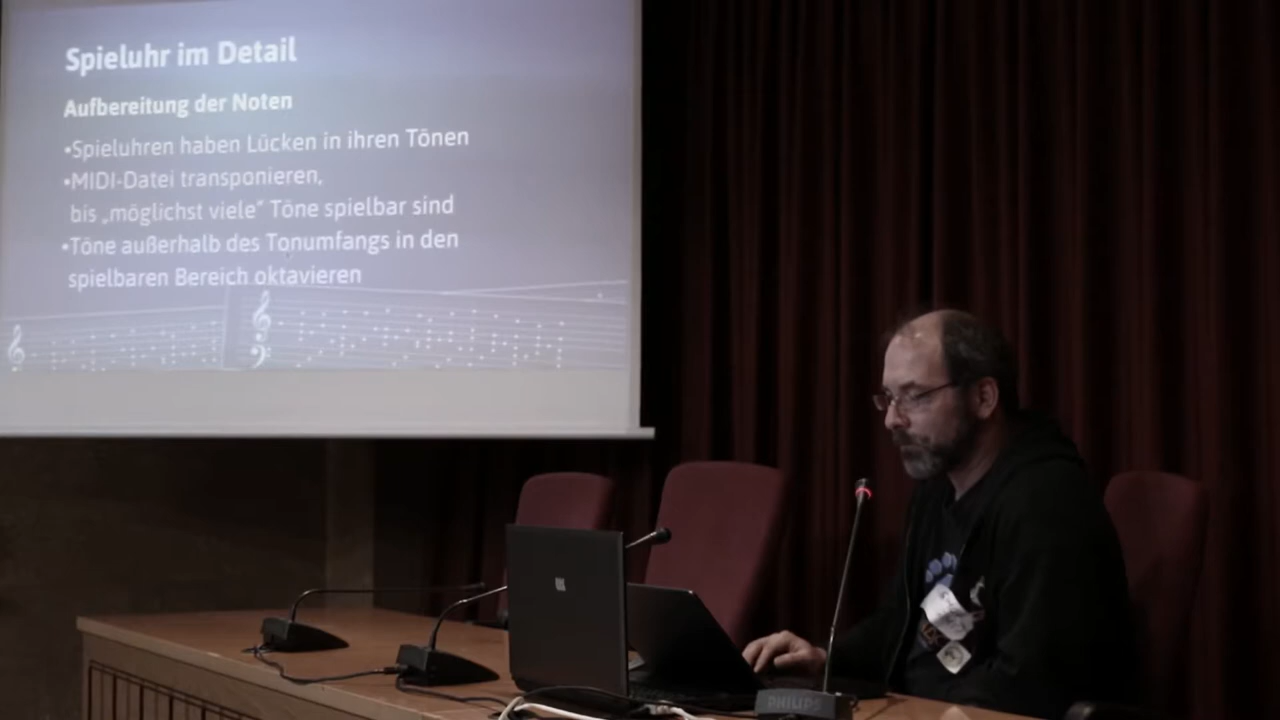 Spieluhr im Detail
Aufbereitung der Noten
•Spieluhren haben Lücken in ihren Tönen
•MIDI-Datei transponieren,
bis „möglichst viele“ Töne spielbar sind
•Töne außerhalb des Tonumfangs in den
spielbaren Bereich oktavieren
PHILIPS